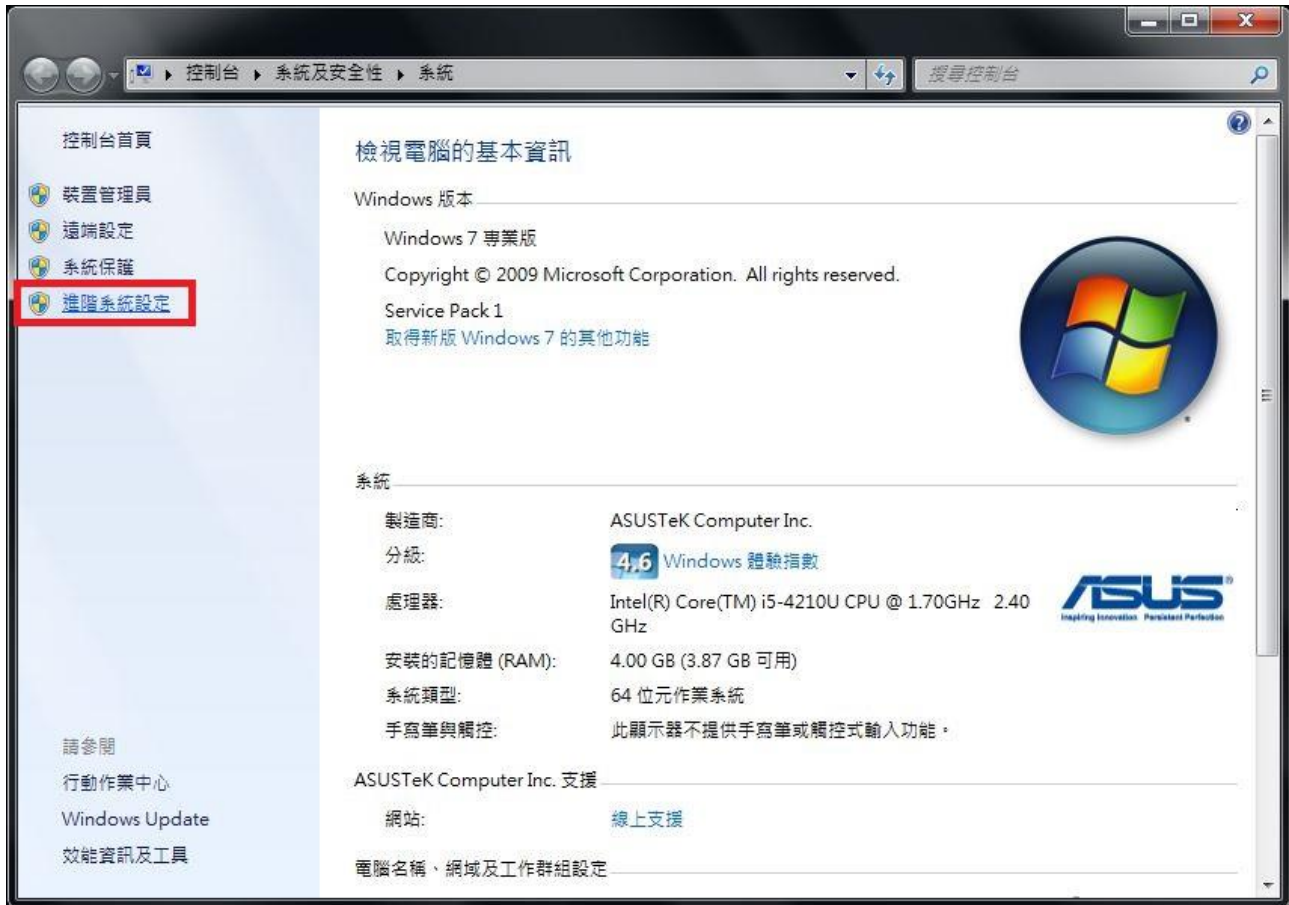 控制台 ▸ 系統及安全性 ▸ 系統
搜尋控制台
控制台首頁
裝置管理員
遠端設定
系統保護
進階系統設定
請參閱
行動作業中心
Windows Update
效能資訊及工具
檢視電腦的基本資訊
Windows 版本
Windows 7 專業版
Copyright © 2009 Microsoft Corporation. All rights reserved.
Service Pack 1
取得新版 Windows 7 的其他功能
系統
製造商: ASUSTeK Computer Inc.
分級: 4.6 Windows 體驗指數
處理器: Intel(R) Core(TM) i5-4210U CPU @ 1.70GHz 2.40
GHz
安裝的記憶體 (RAM): 4.00 GB (3.87 GB 可用)
系統類型: 64 位元作業系統
手寫筆與觸控: 此顯示器不提供手寫筆或觸控式輸入功能。
ASUS
Inspiring Innovation Persistent Perfection
ASUSTeK Computer Inc. 支援
網站: 線上支援
電腦名稱、網域及工作群組設定